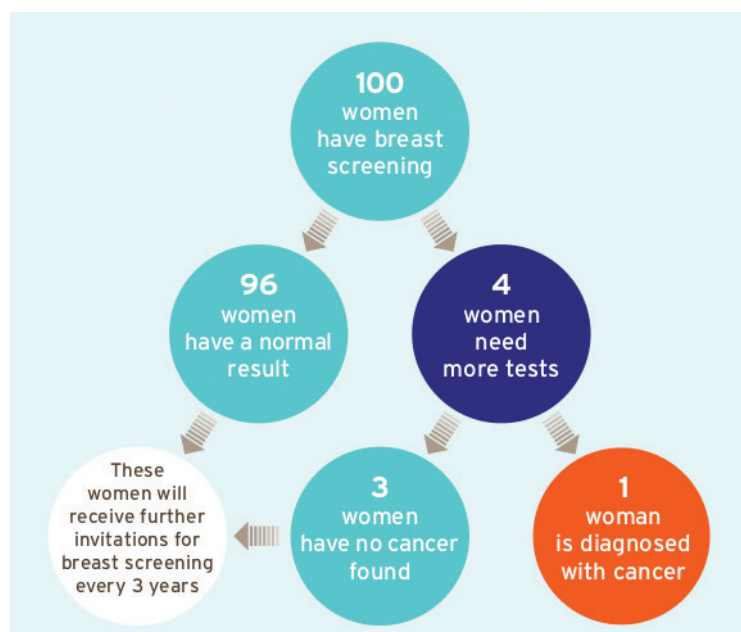 100
women
have breast
screening
96
women
have a normal
result
4
women
need
more tests
These
women will
receive further
invitations for
breast screening
every 3 years
3
women
have no cancer
found
1
woman
is diagnosed
with cancer